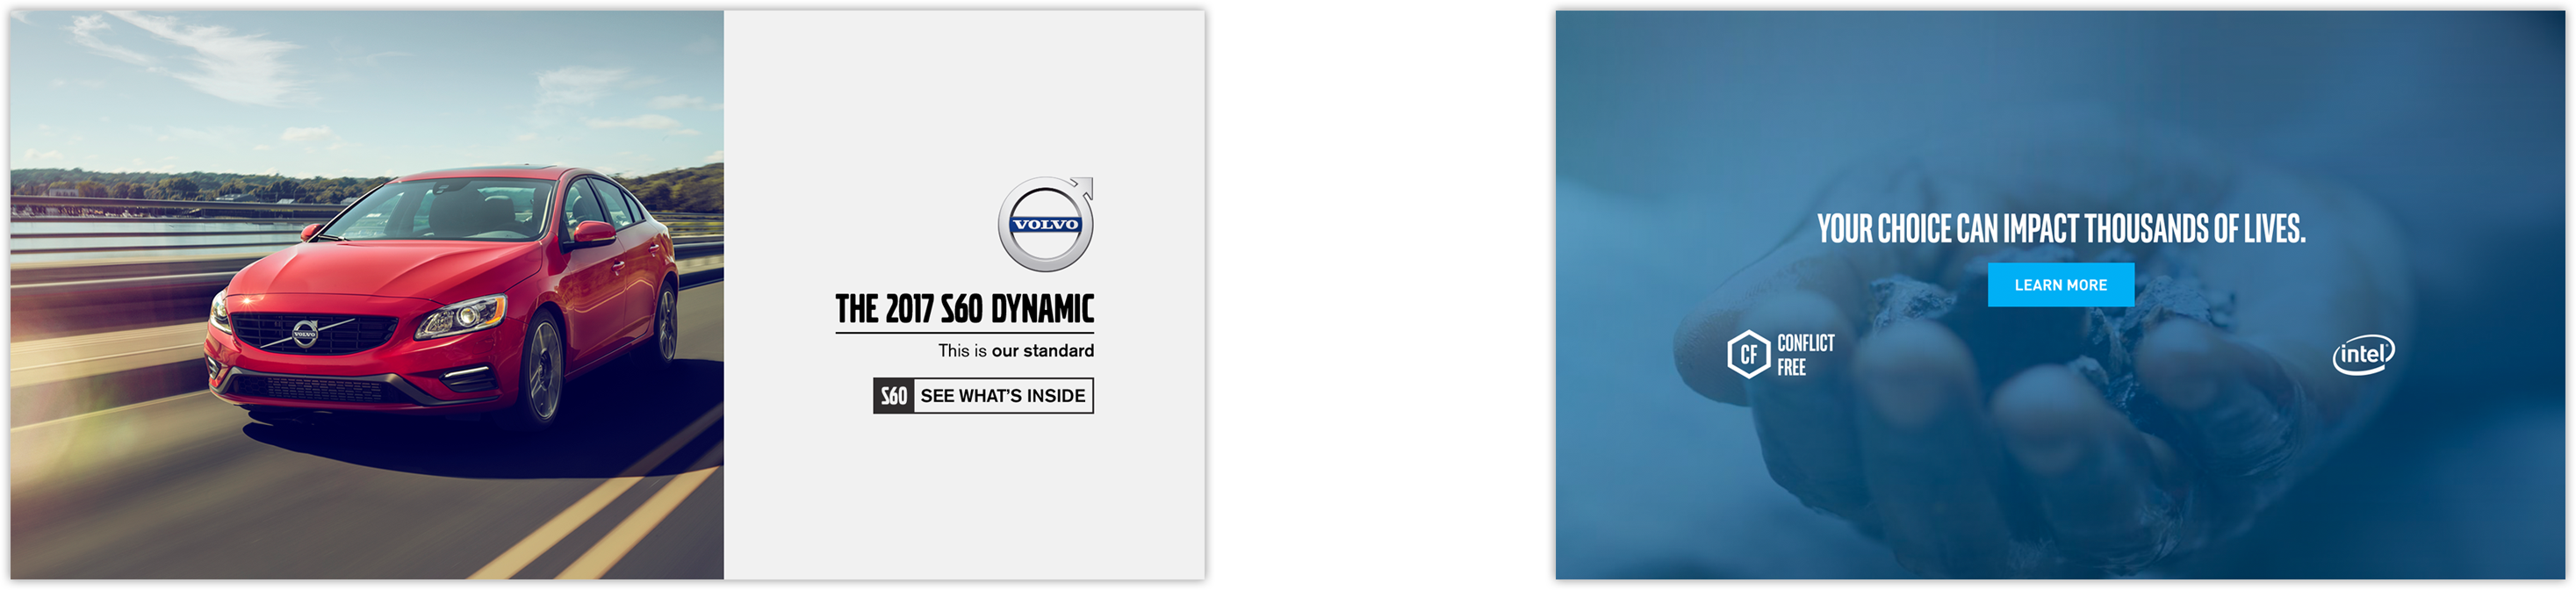 VOLVO
VOLVO
THE 2017 S60 DYNAMIC
This is our standard
S60 SEE WHAT'S INSIDE
YOUR CHOICE CAN IMPACT THOUSANDS OF LIVES.
LEARN MORE
CF CONFLICT
FREE
intel